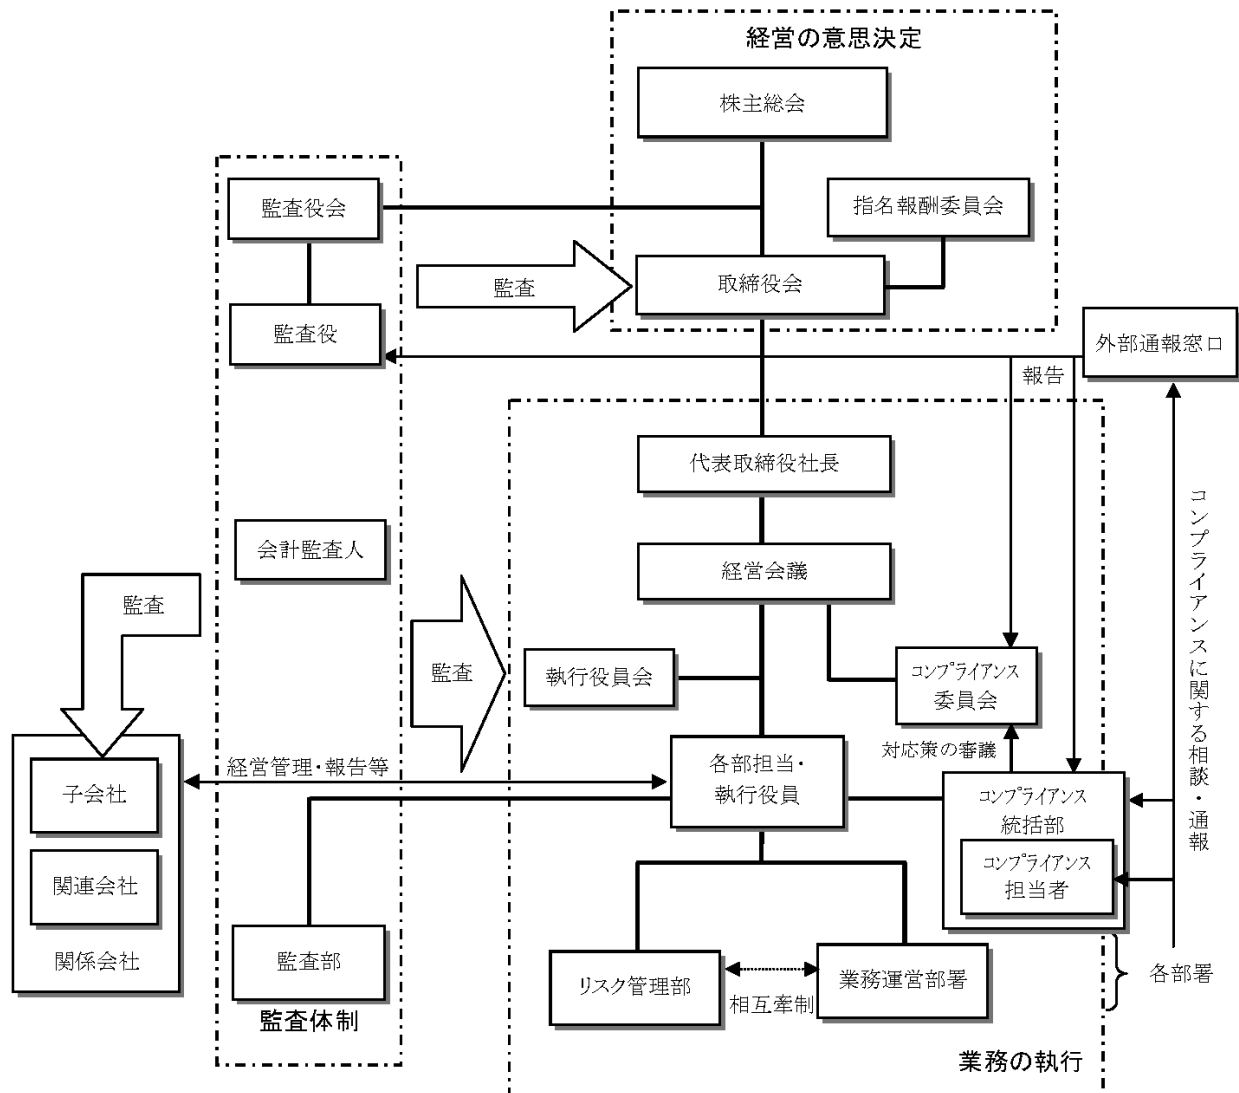 経営の意思決定
株主総会
監査役会
指名報酬委員会
監査
取締役会
監査役
外部通報窓口
報告
代表取締役社長
会計監査人
経営会議
監査
監査
執行役員会
コンプライアンス
委員会
コンプライアンスに関する相談・通報
対応策の審議
経営管理・報告等
各部担当・
執行役員
子会社
コンプライアンス
統括部
関連会社
コンプライアンス
担当者
関係会社
監査部
リスク管理部
相互牽制
業務運営部署
各部署
監査体制
業務の執行